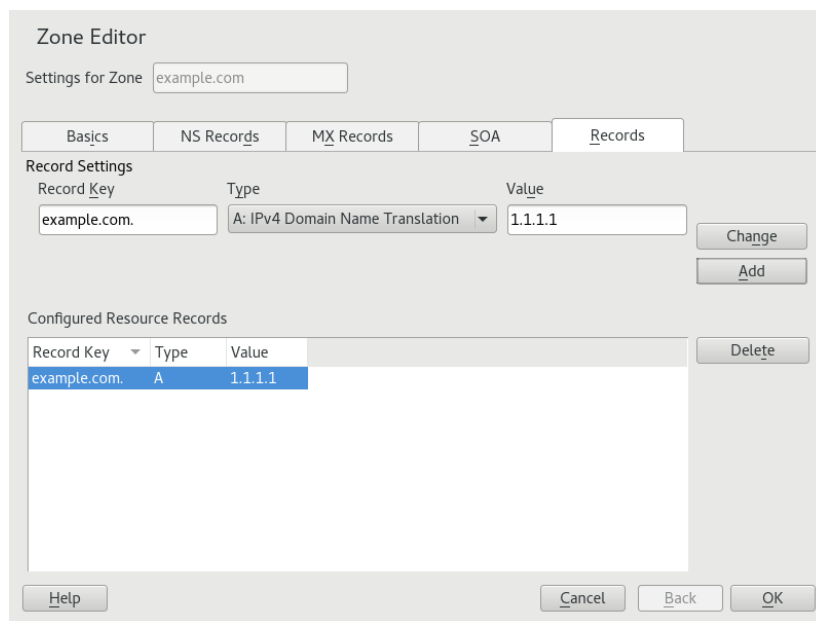 Zone Editor
Settings for Zone example.com
Basics NS Records MX Records SOA Records
Record Settings
Record Key Type Value
example.com. A: IPv4 Domain Name Translation 1.1.1.1
Change
Add
Configured Resource Records
Record Key Type Value Delete
example.com. A 1.1.1.1
Help Cancel Back OK